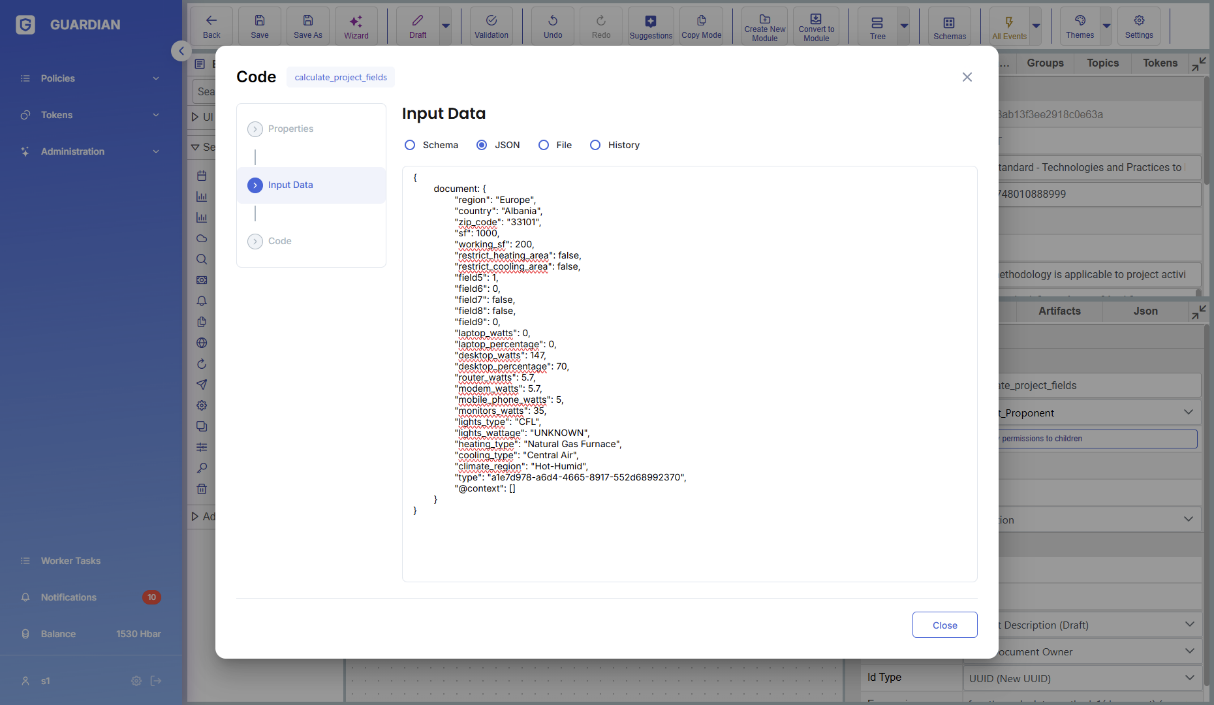 GUARDIAN
Policies
Tokens
Administration
Worker Tasks
Notifications 10
Balance 1530 Hbar
s1
Back
Save
Save As
Wizard
Draft
Validation
Undo
Redo
Suggestions
Copy Mode
Create New Module
Convert to Module
Tree
Schemas
All Events
Themes
Settings
Groups
Topics
Tokens
Code calculate_project_fields
Properties
Input Data
Code
Input Data
Schema JSON File History
{
document: {
"region": "Europe",
"country": "Albania",
"zip_code": "33101",
"sf": 1000,
"working_sf": 200,
"restrict_heating_area": false,
"restrict_cooling_area": false,
"field5": 1,
"field6": 0,
"field7": false,
"field8": false,
"field9": 0,
"laptop_watts": 0,
"laptop_percentage": 0,
"desktop_watts": 147,
"desktop_percentage": 70,
"router_watts": 5.7,
"modem_watts": 5.7,
"mobile_phone_watts": 5,
"monitors_watts": 35,
"lights_type": "CFL",
"lights_wattage": "UNKNOWN",
"heating_type": "Natural Gas Furnace",
"cooling_type": "Central Air",
"climate_region": "Hot-Humid",
"type": "a1e7d978-a6d4-4665-8917-552d68992370",
"@context": []
}
}
Close
ab13f3ee2918c0e63a
tandard - Technologies and Practices to
748010888999
ethodology is applicable to project activi
Artifacts
Json
ate_project_fields
t_Proponent
permissions to children
tion
t Description (Draft)
ocument Owner
Id Type
UUID (New UUID)